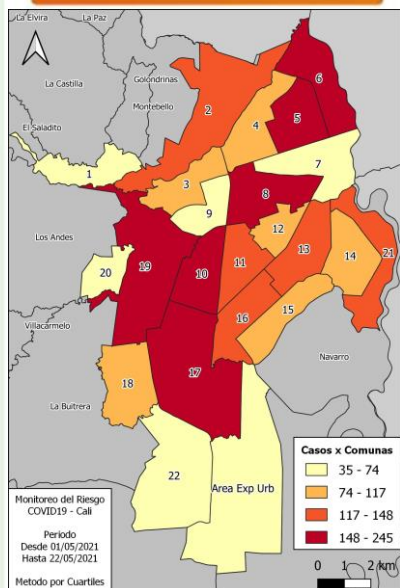 La Elvira
La Paz
6
Golondrinas
2
La Castilla
4
5
Montebello
El Saladito
7
1
3
8
9
12
Los Andes
13
14
21
20
19
10
11
16
15
Villacarmelo
Navarro
17
18
La Buitrera
22
Area Exp Urb
Casos x Comunas
35 - 74
74 - 117
117 - 148
148 - 245
Monitoreo del Riesgo
COVID19 - Cali
Periodo
Desde 01/05/2021
Hasta 22/05/2021
Metodo por Cuartiles
0 1 2 km